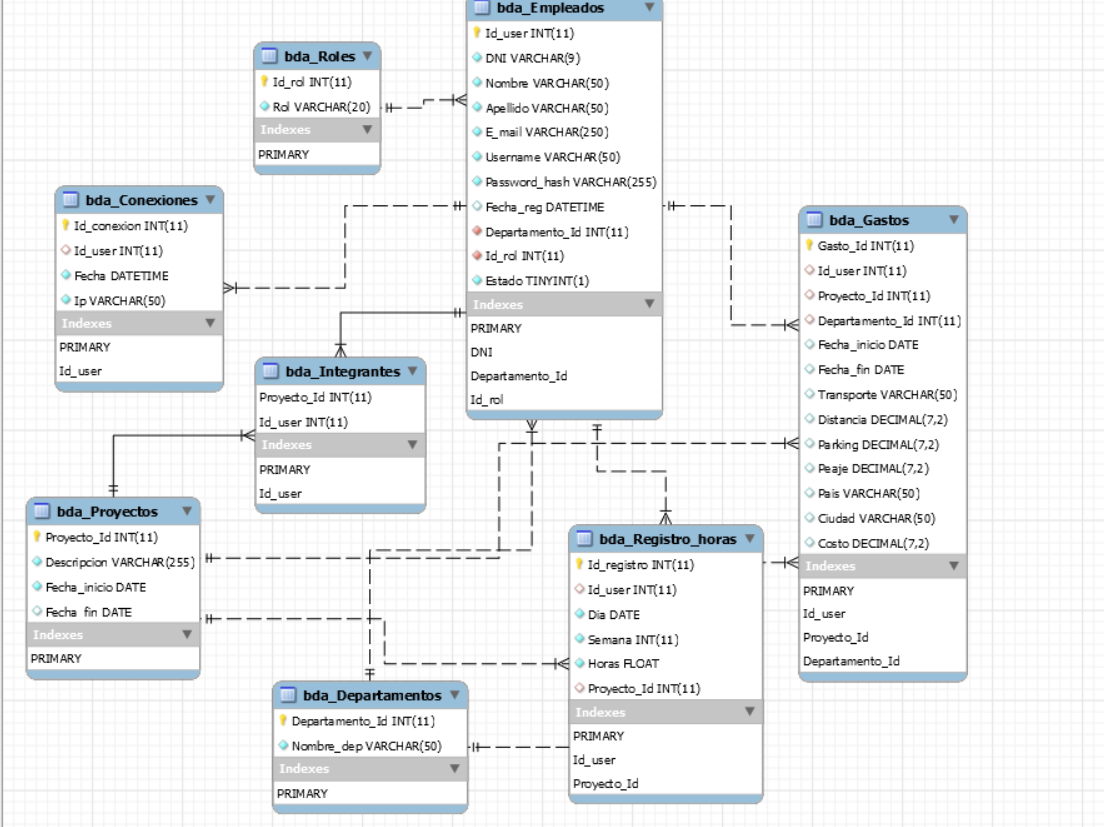 bda_Empleados
Id_user INT(11)
DNI VARCHAR(9)
Nombre VARCHAR(50)
Apellido VARCHAR(50)
E_mail VARCHAR(250)
Username VARCHAR(50)
Password_hash VARCHAR(255)
Fecha_reg DATETIME
Departamento_Id INT(11)
Id_rol INT(11)
Estado TINYINT(1)
Indexes
PRIMARY
DNI
Departamento_Id
Id_rol
bda_Roles
Id_rol INT(11)
Rol VARCHAR(20)
Indexes
PRIMARY
bda_Conexiones
Id_conexion INT(11)
Id_user INT(11)
Fecha DATETIME
Ip VARCHAR(50)
Indexes
PRIMARY
Id_user
bda_Gastos
Gasto_Id INT(11)
Id_user INT(11)
Proyecto_Id INT(11)
Departamento_Id INT(11)
Fecha_inicio DATE
Fecha_fin DATE
Transporte VARCHAR(50)
Distancia DECIMAL(7,2)
Parking DECIMAL(7,2)
Peaje DECIMAL(7,2)
Pais VARCHAR(50)
Ciudad VARCHAR(50)
Costo DECIMAL(7,2)
Indexes
PRIMARY
Id_user
Proyecto_Id
Departamento_Id
bda_Integrantes
Proyecto_Id INT(11)
Id_user INT(11)
Indexes
PRIMARY
Id_user
bda_Proyectos
Proyecto_Id INT(11)
Descripcion VARCHAR(255)
Fecha_inicio DATE
Fecha_fin DATE
Indexes
PRIMARY
bda_Registro_horas
Id_registro INT(11)
Id_user INT(11)
Dia DATE
Semana INT(11)
Horas FLOAT
Proyecto_Id INT(11)
Indexes
PRIMARY
Id_user
Proyecto_Id
bda_Departamentos
Departamento_Id INT(11)
Nombre_dep VARCHAR(50)
Indexes
PRIMARY